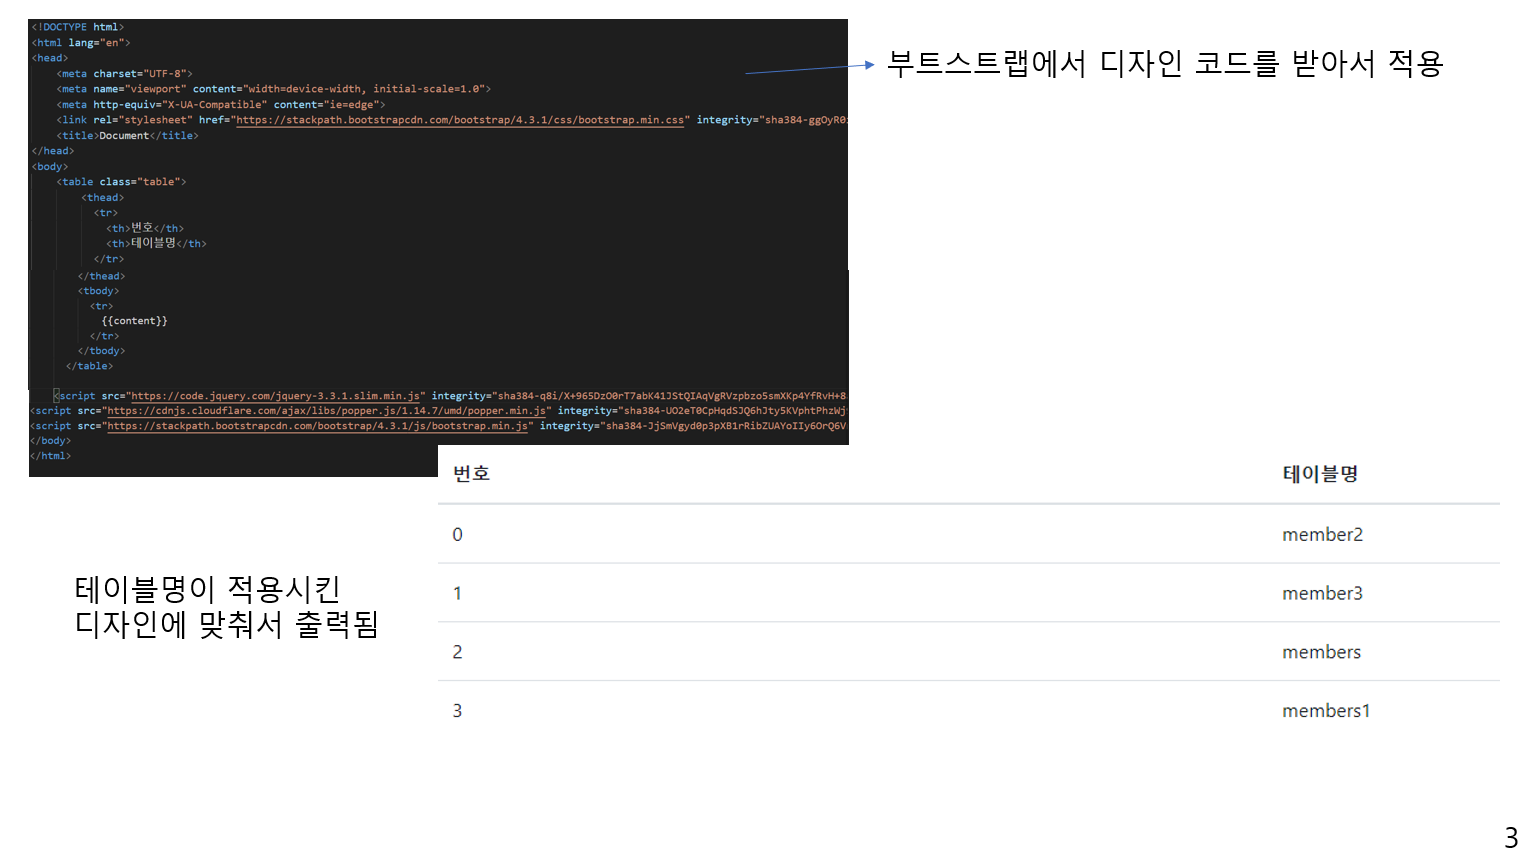 <!DOCTYPE html>
<html lang="en">
<head>
<meta charset="UTF-8">
<meta name="viewport" content="width=device-width, initial-scale=1.0">
<meta http-equiv="X-UA-Compatible" content="ie=edge">
<link rel="stylesheet" href="https://stackpath.bootstrapcdn.com/bootstrap/4.3.1/css/bootstrap.min.css" integrity="sha384-ggOyR0i
<title>Document</title>
</head>
<body>
<table class="table">
<thead>
<tr>
<th>번호</th>
<th>테이블명</th>
</tr>
</thead>
<tbody>
<tr>
{{content}}
</tr>
</tbody>
</table>
<script src="https://code.jquery.com/jquery-3.3.1.slim.min.js" integrity="sha384-q8i/X+965DzO0rT7abK41JStQIAqVgRVzpbzo5smXKp4YfRvH+8
<script src="https://cdnjs.cloudflare.com/ajax/libs/popper.js/1.14.7/umd/popper.min.js" integrity="sha384-UO2eT0CpHqdSJQ6hJty5KVphtPhzWj
<script src="https://stackpath.bootstrapcdn.com/bootstrap/4.3.1/js/bootstrap.min.js" integrity="sha384-JjSmVgyd0p3pXB1rRibZUAYoIIy6OrQ6V
</body>
</html>
부트스트랩에서 디자인 코드를 받아서 적용
번호 테이블명
0 member2
1 member3
2 members
3 members1
테이블명이 적용시킨
디자인에 맞춰서 출력됨
3